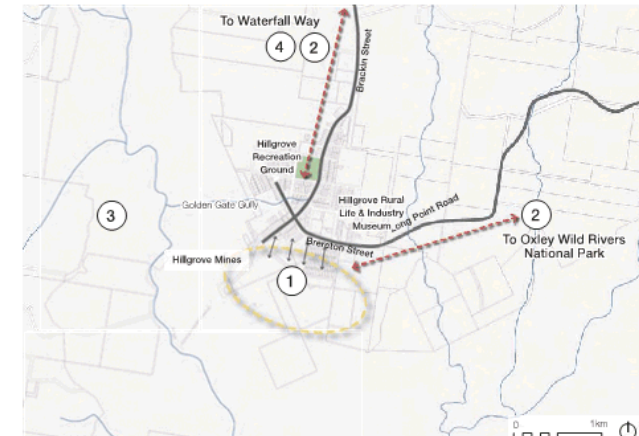 To Waterfall Way
4 2
Brackin Street
Hillgrove
Recreation
Ground
Golden Gate Gully
3
Hillgrove Rural
Life & Industry
Museum
Long Point Road
2
To Oxley Wild Rivers
National Park
Brereton Street
Hillgrove Mines
1
0 1km